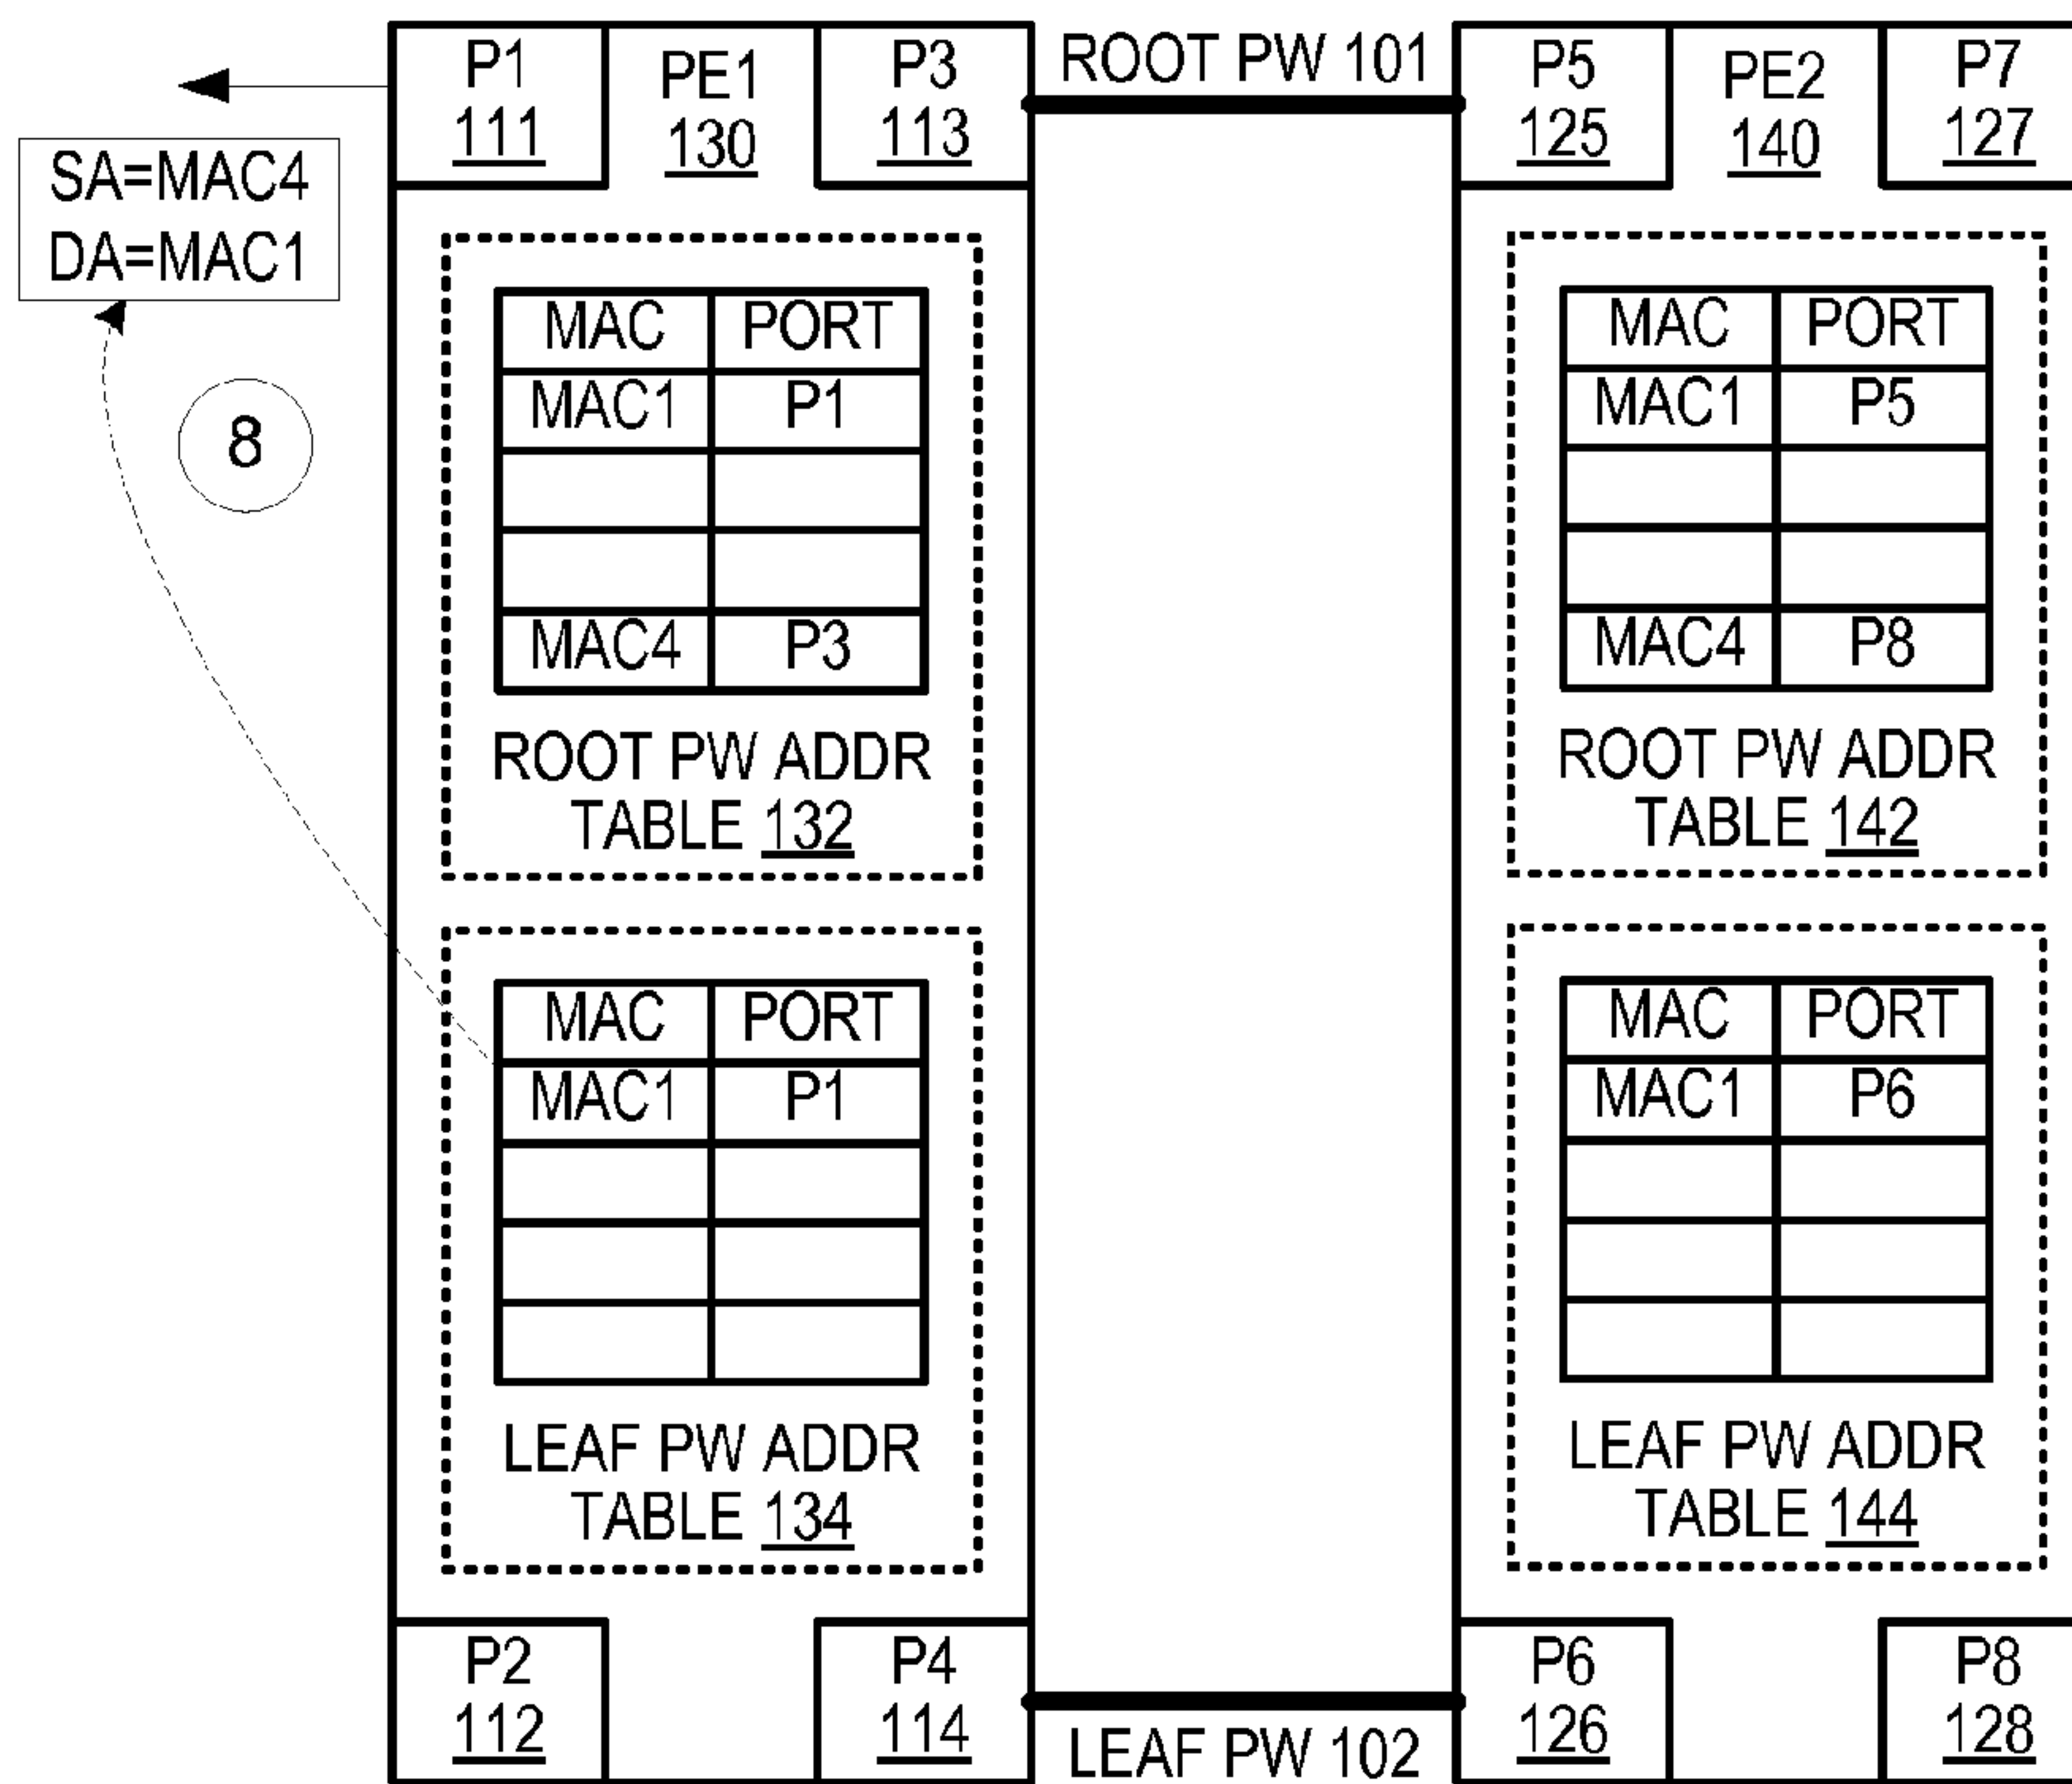 P1
111
PE1
130
P3
113
ROOT PW 101
P5
125
PE2
140
P7
127
SA=MAC4
DA=MAC1
8
MAC PORT
MAC1 P1
MAC4 P3
ROOT PW ADDR
TABLE 132
MAC PORT
MAC1 P5
MAC4 P8
ROOT PW ADDR
TABLE 142
MAC PORT
MAC1 P1
LEAF PW ADDR
TABLE 134
MAC PORT
MAC1 P6
LEAF PW ADDR
TABLE 144
P2
112
P4
114
LEAF PW 102
P6
126
P8
128